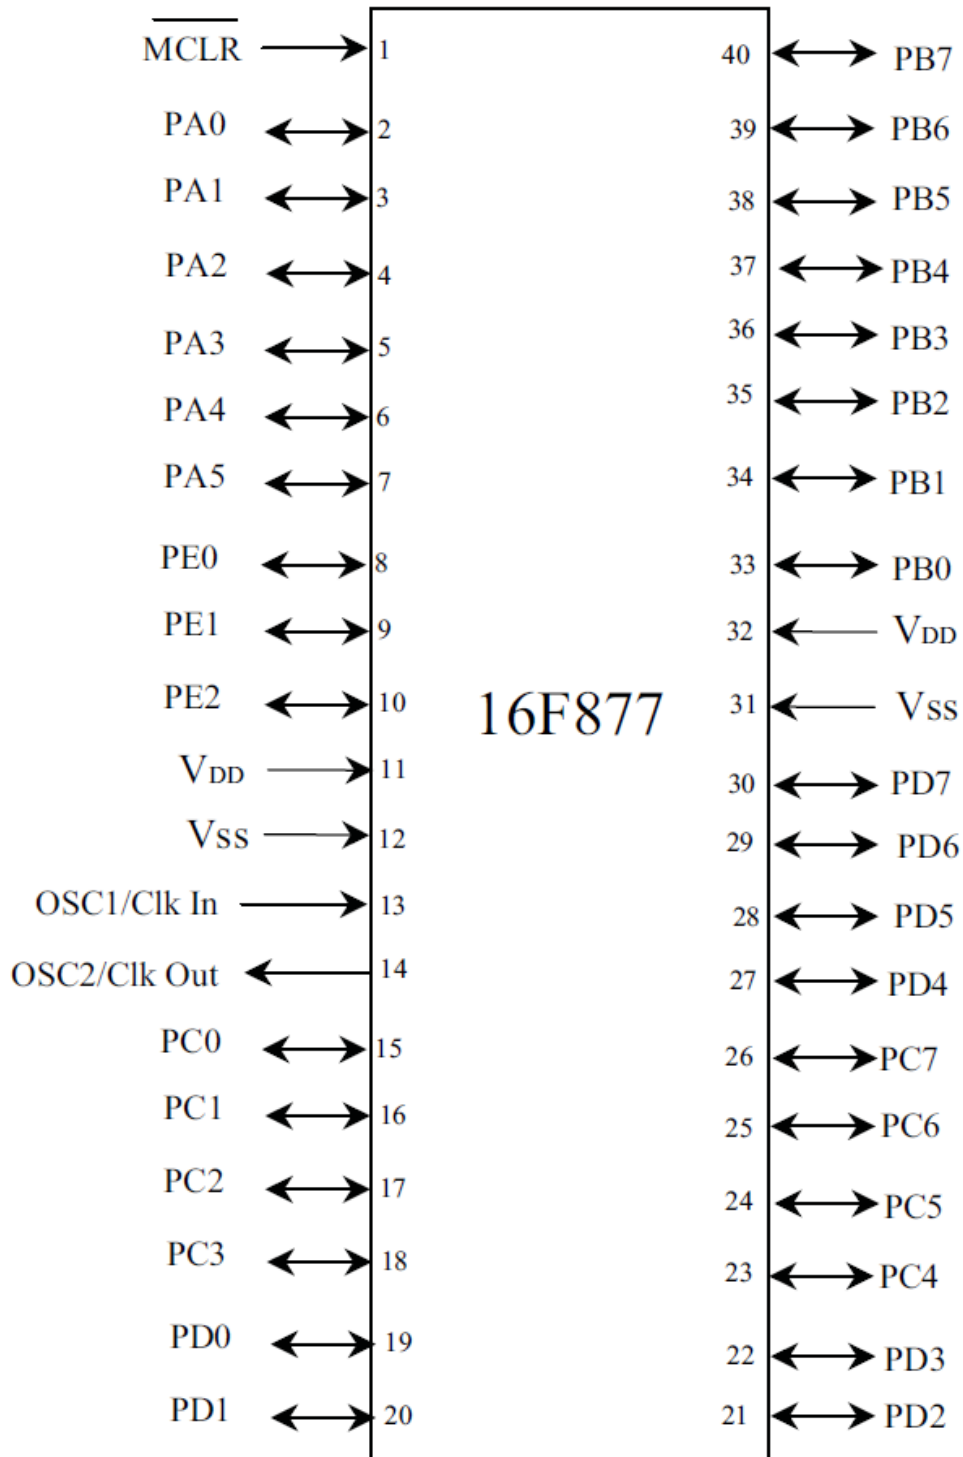 MCLR 1 40 PB7
PA0 2 39 PB6
PA1 3 38 PB5
PA2 4 37 PB4
PA3 5 36 PB3
PA4 6 35 PB2
PA5 7 34 PB1
PE0 8 33 PB0
PE1 9 32 VDD
PE2 10 16F877 31 VSS
VDD 11 30 PD7
VSS 12 29 PD6
OSC1/Clk In 13 28 PD5
OSC2/Clk Out 14 27 PD4
PC0 15 26 PC7
PC1 16 25 PC6
PC2 17 24 PC5
PC3 18 23 PC4
PD0 19 22 PD3
PD1 20 21 PD2